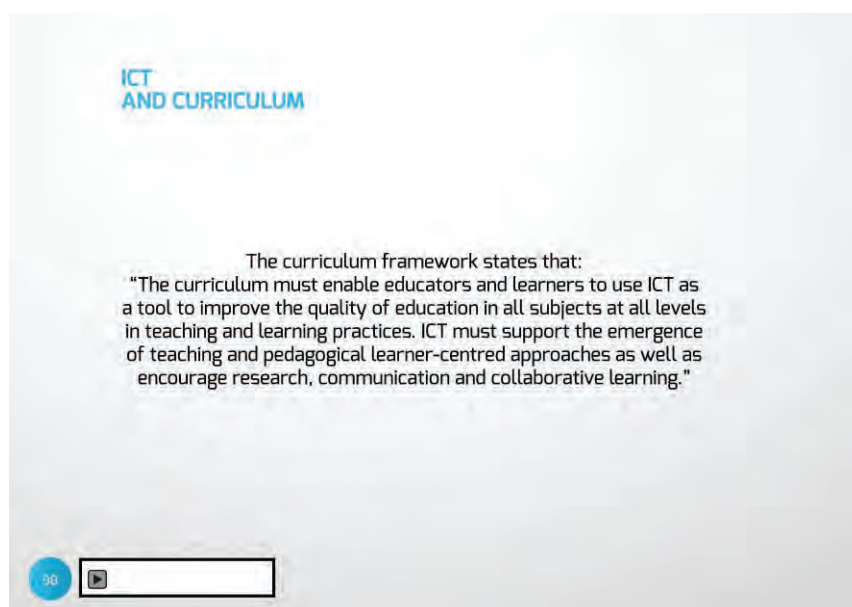 ICT
AND CURRICULUM
The curriculum framework states that:
“The curriculum must enable educators and learners to use ICT as
a tool to improve the quality of education in all subjects at all levels
in teaching and learning practices. ICT must support the emergence
of teaching and pedagogical learner-centred approaches as well as
encourage research, communication and collaborative learning.”
98